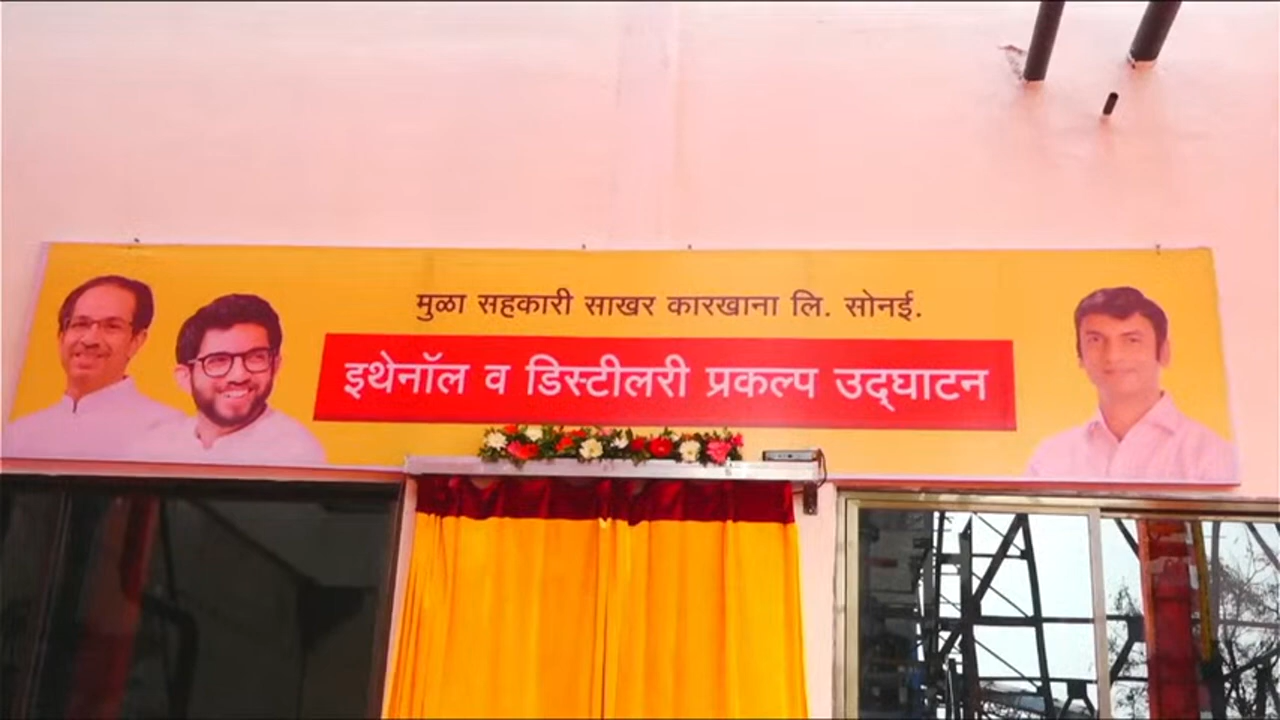 मुळा सहकारी साखर कारखाना लि. सोनई.
इथेनॉल व डिस्टीलरी प्रकल्प उद्‌घाटन